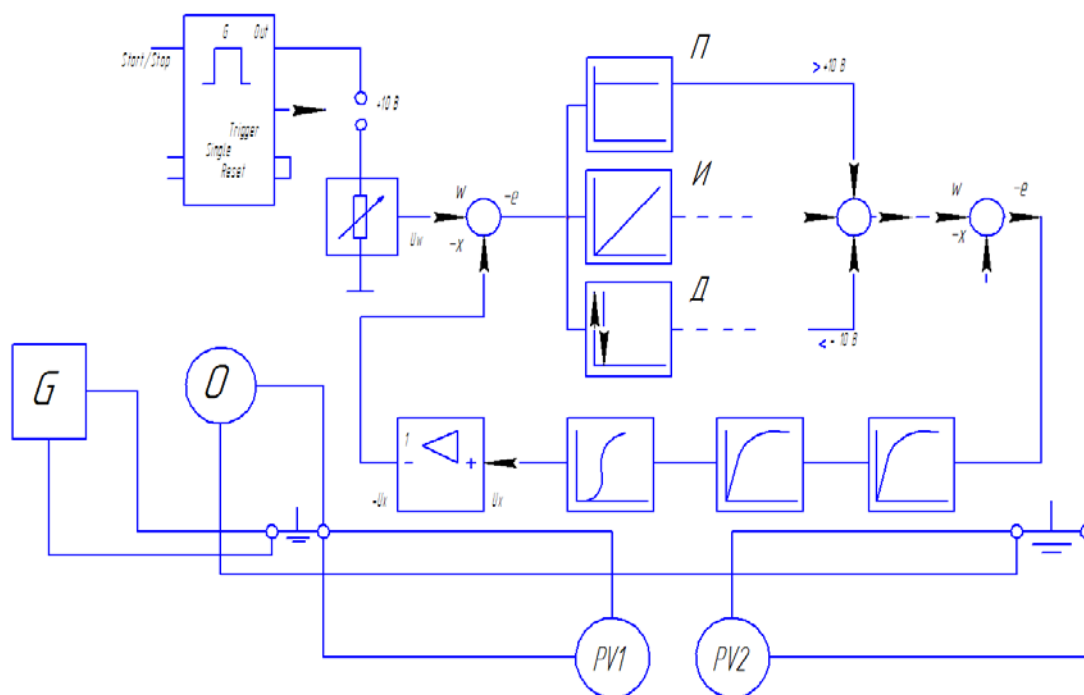 G Out
Start/Stop
+10 В
Trigger
Single
Reset
П
> +10 В
W
-e
И
W
-e
Uw
-x
-x
Д
< - 10 В
G
O
1
-
+
-Ux
Ux
PV1
PV2